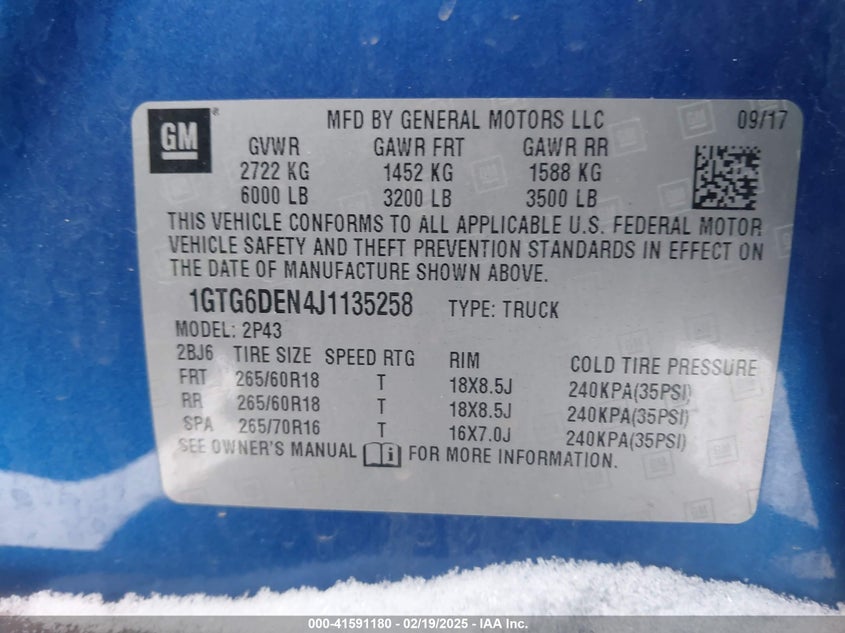 GM
MFD BY GENERAL MOTORS LLC 09/17
GVWR GAWR FRT GAWR RR
2722 KG 1452 KG 1588 KG
6000 LB 3200 LB 3500 LB
THIS VEHICLE CONFORMS TO ALL APPLICABLE U.S. FEDERAL MOTOR
VEHICLE SAFETY AND THEFT PREVENTION STANDARDS IN EFFECT ON
THE DATE OF MANUFACTURE SHOWN ABOVE.
1GTG6DEN4J1135258 TYPE: TRUCK
MODEL: 2P43
2BJ6 TIRE SIZE SPEED RTG RIM COLD TIRE PRESSURE
FRT 265/60R18 T 18X8.5J 240KPA(35PSI)
RR 265/60R18 T 18X8.5J 240KPA(35PSI)
SPA 265/70R16 T 16X7.0J 240KPA(35PSI)
SEE OWNER'S MANUAL FOR MORE INFORMATION.
000-41591180 - 02/19/2025 - IAA Inc.